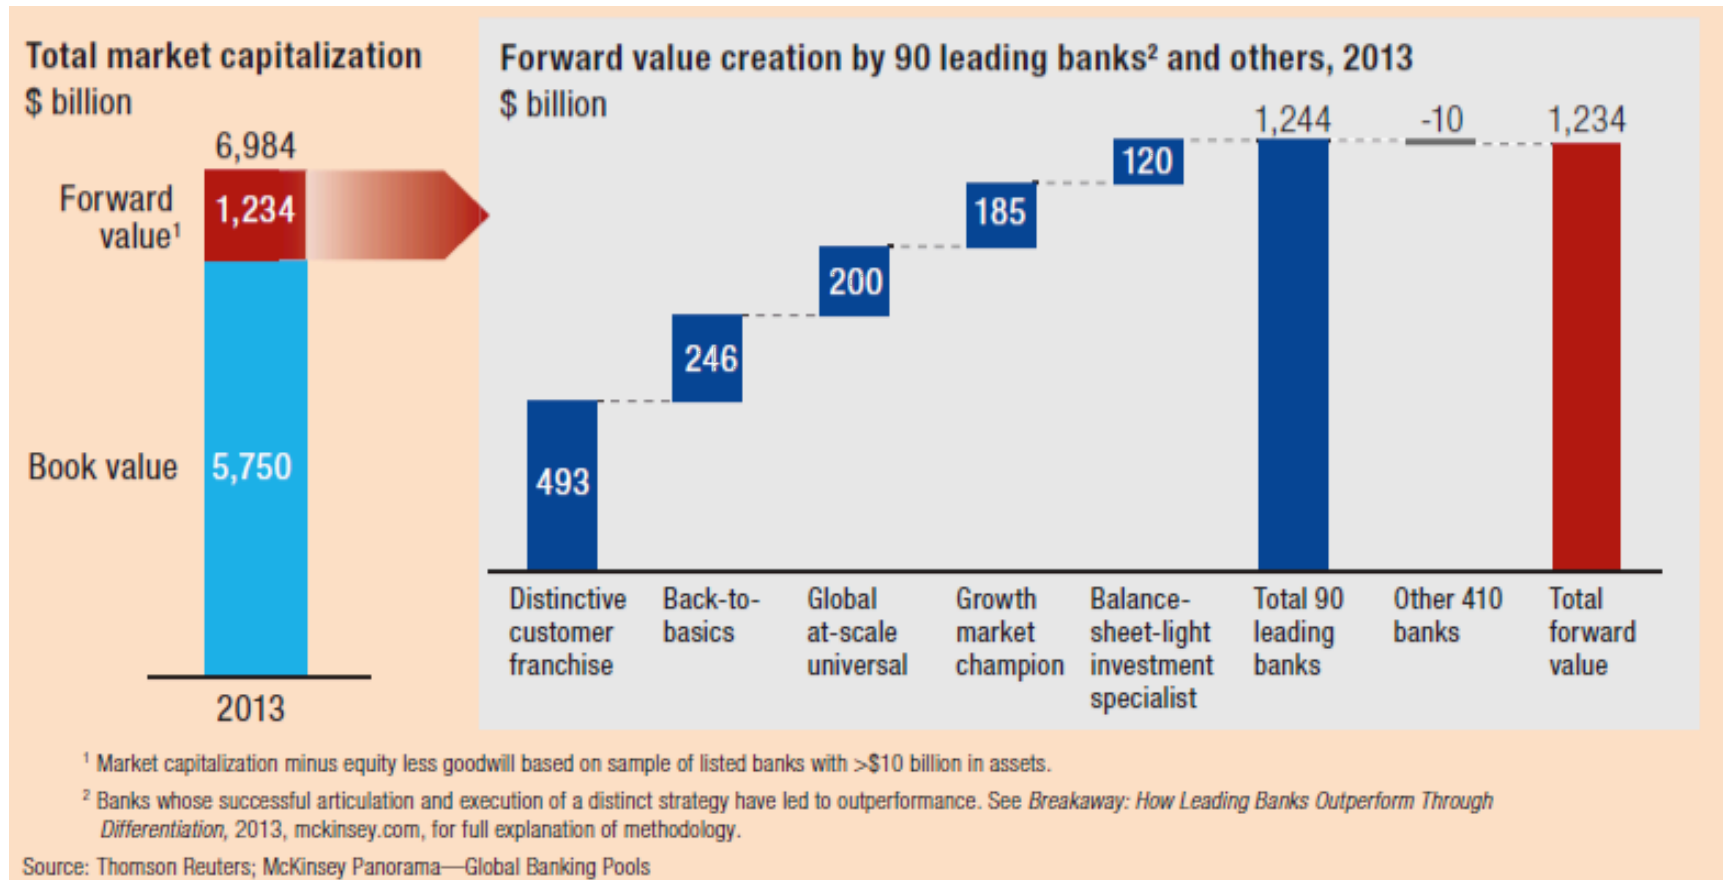 Total market capitalization
$ billion
6,984
Forward
value¹
1,234
Book value
5,750
2013
Forward value creation by 90 leading banks² and others, 2013
$ billion
493
246
200
185
120
1,244
-10
1,234
Distinctive
customer
franchise
Back-to-
basics
Global
at-scale
universal
Growth
market
champion
Balance-
sheet-light
investment
specialist
Total 90
leading
banks
Other 410
banks
Total
forward
value
¹ Market capitalization minus equity less goodwill based on sample of listed banks with >$10 billion in assets.
² Banks whose successful articulation and execution of a distinct strategy have led to outperformance. See Breakaway: How Leading Banks Outperform Through
Differentiation, 2013, mckinsey.com, for full explanation of methodology.
Source: Thomson Reuters; McKinsey Panorama—Global Banking Pools